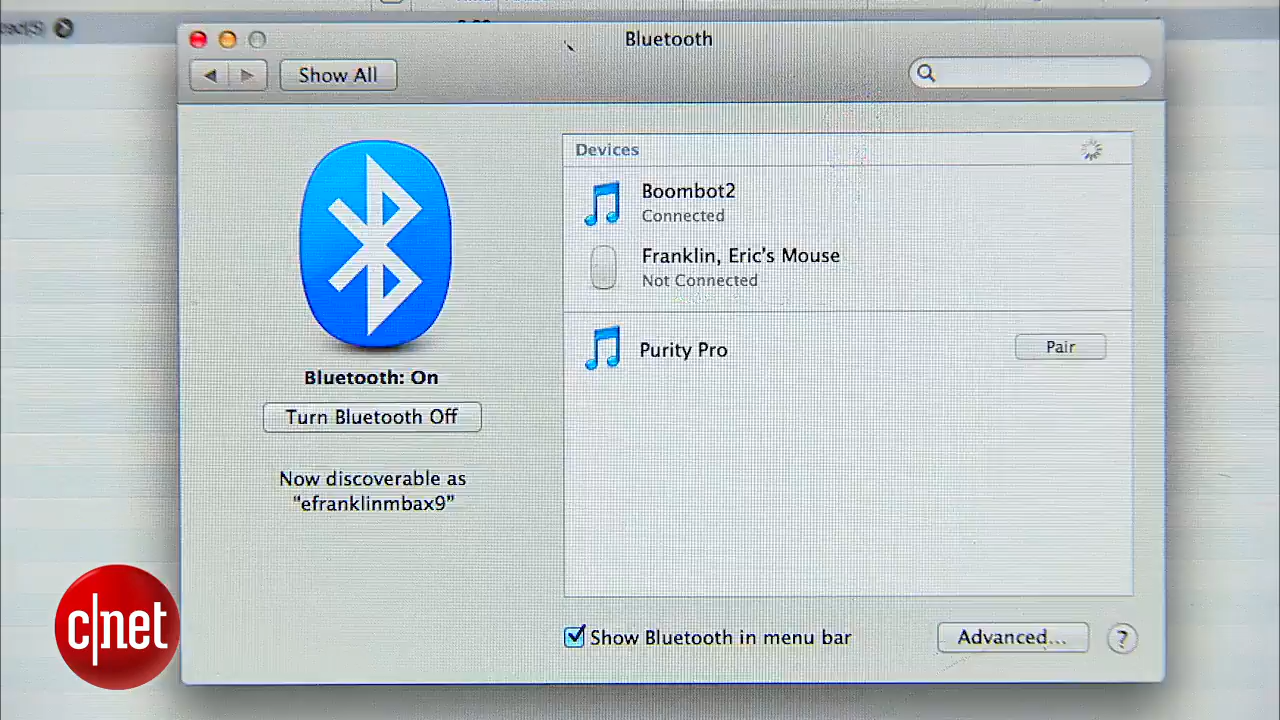 Bluetooth
Show All
Devices
Boombot2
Connected
Franklin, Eric's Mouse
Not Connected
Purity Pro
Pair
Bluetooth: On
Turn Bluetooth Off
Now discoverable as
“efranklinmbax9”
Show Bluetooth in menu bar
Advanced...
?
c|net